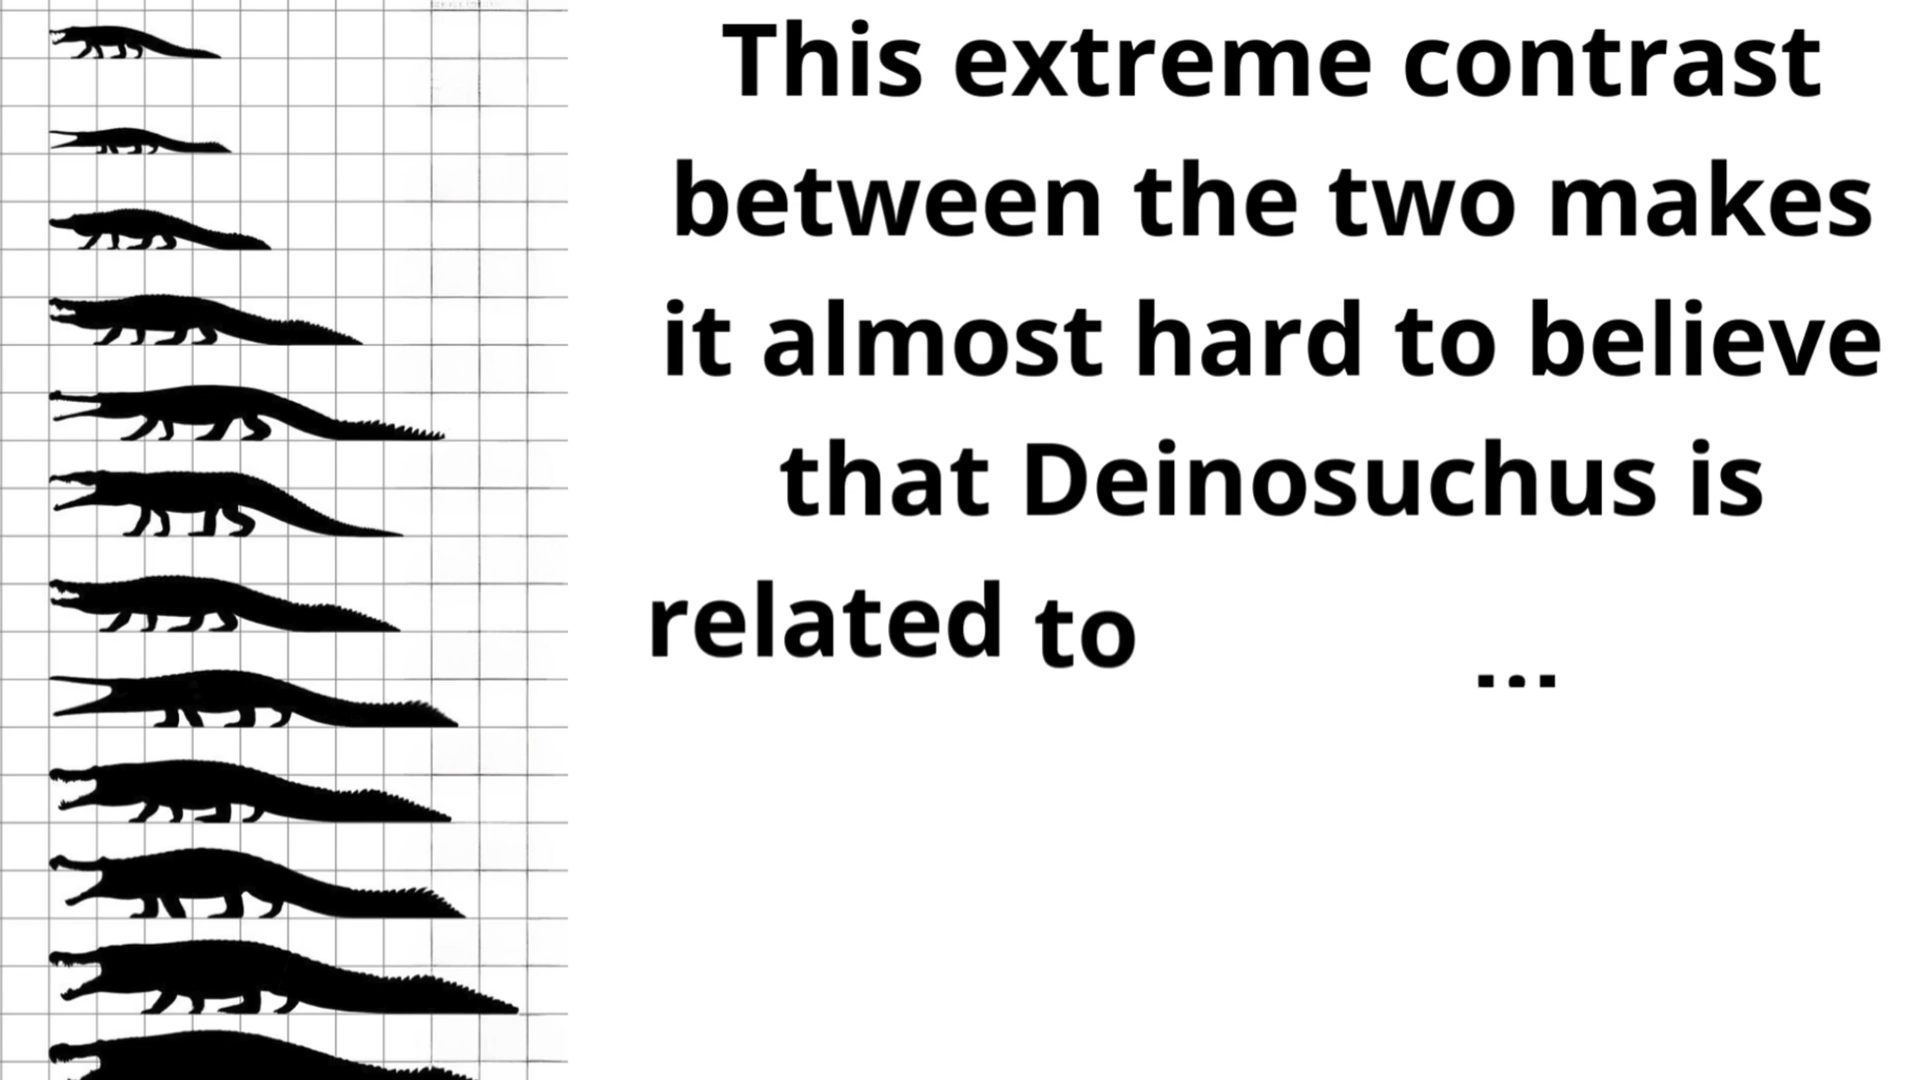 This extreme contrast
between the two makes
it almost hard to believe
that Deinosuchus is
related to ...